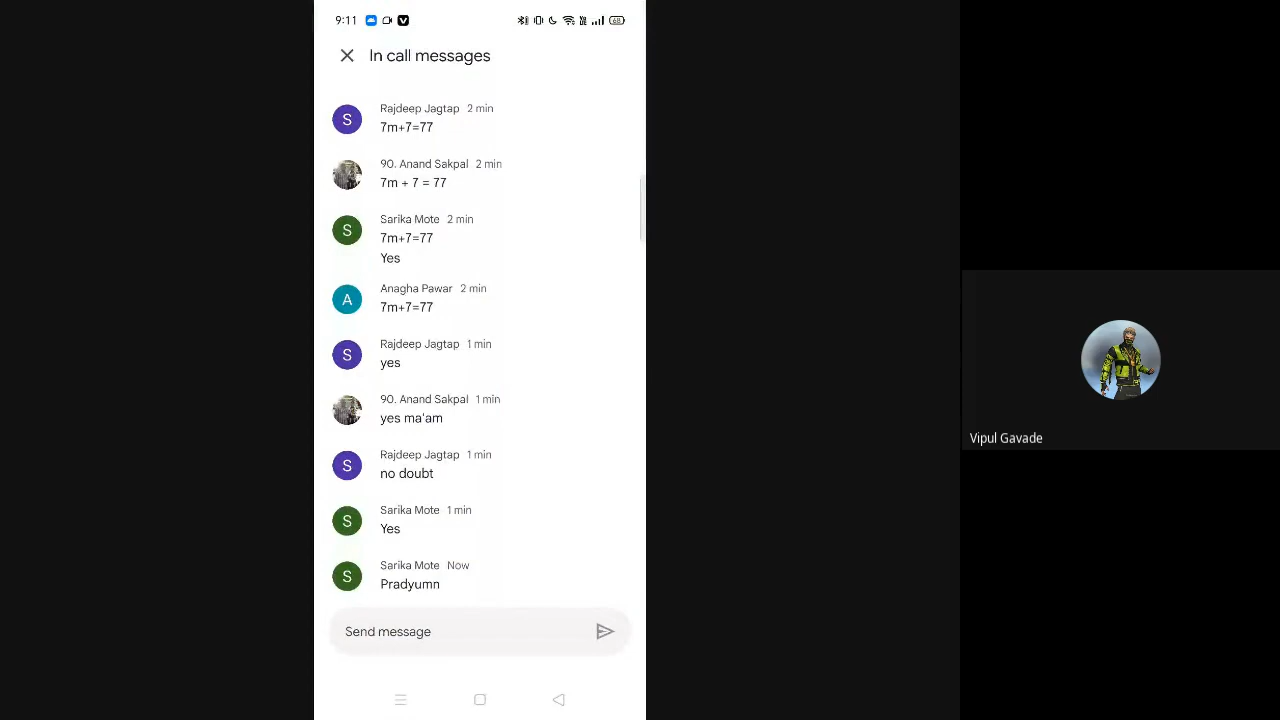 9:11
68
In call messages
Rajdeep Jagtap 2 min
7m+7=77
90. Anand Sakpal 2 min
7m + 7 = 77
Sarika Mote 2 min
7m+7=77
Yes
Anagha Pawar 2 min
7m+7=77
Rajdeep Jagtap 1 min
yes
90. Anand Sakpal 1 min
yes ma'am
Rajdeep Jagtap 1 min
no doubt
Sarika Mote 1 min
Yes
Sarika Mote Now
Pradyumn
Send message
S
S
A
S
S
S
S
Vipul Gavade